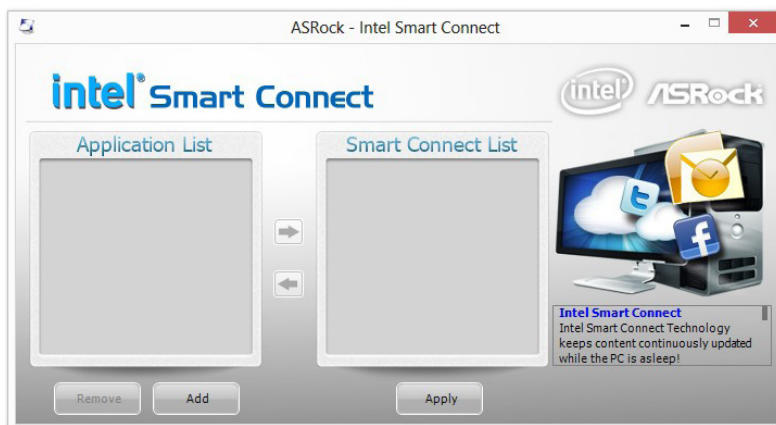 ASRock - Intel Smart Connect
intel® Smart Connect
intel ASRock
Application List
Smart Connect List
Intel Smart Connect
Intel Smart Connect Technology
keeps content continuously updated
while the PC is asleep!
Remove
Add
Apply